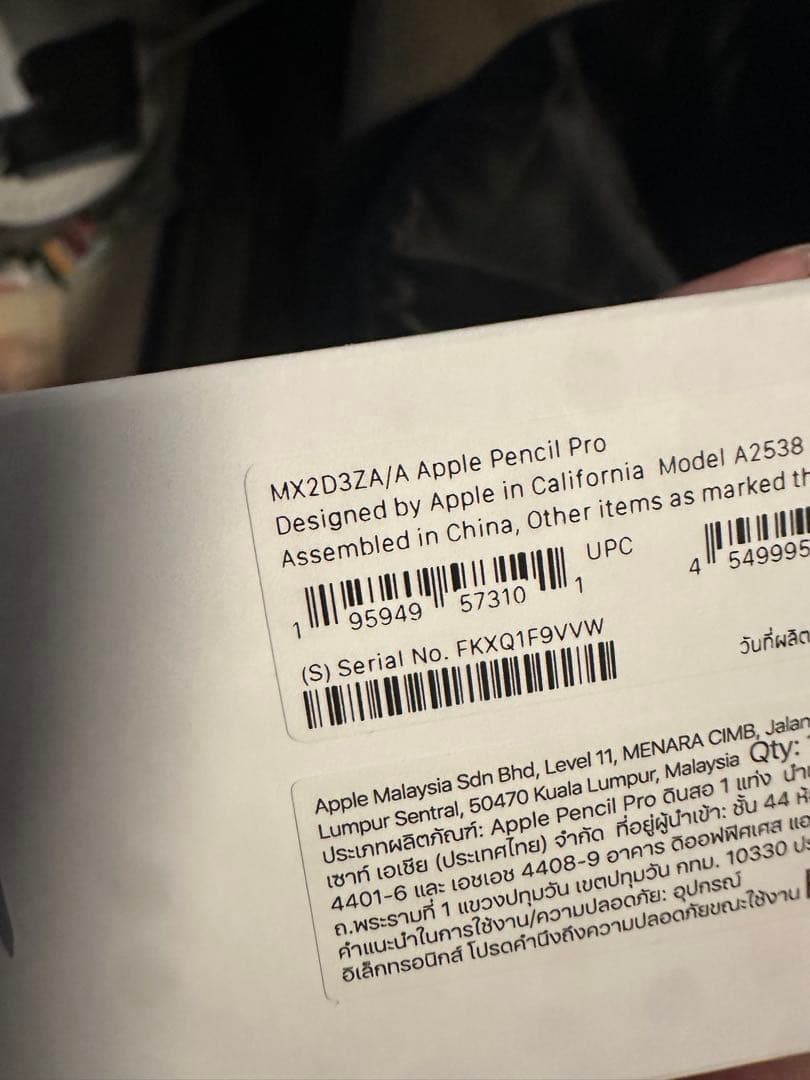 MX2D3ZA/A Apple Pencil Pro
Designed by Apple in California Model A2538
Assembled in China, Other items as marked
1 95949 57310 1 UPC
4 549995
(S) Serial No. FKXQ1F9VVW
วันที่ผลิต
Apple Malaysia Sdn Bhd, Level 11, MENARA CIMB, Jalan
Lumpur Sentral, 50470 Kuala Lumpur, Malaysia Qty:
ประเภทผลิตภัณฑ์: Apple Pencil Pro ดินสอ 1 แท่ง
เซาท์ เอเชีย (ประเทศไทย) จำกัด ที่อยู่ผู้นำเข้า: ชั้น 44
4401-6 และ เอชเอช 4408-9 อาคาร ดิออฟฟิศเศส
ถ.พระรามที่ 1 แขวงปทุมวัน เขตปทุมวัน กทม. 10330
คำแนะนำในการใช้งาน/ความปลอดภัย: อุปกรณ์
อิเล็กทรอนิกส์ โปรดคำนึงถึงความปลอดภัยขณะใช้งาน